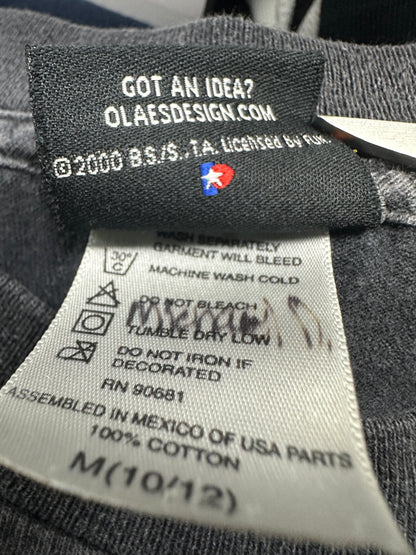 GOT AN IDEA?
OLAESDESIGN.COM
©2000 B.S./S..T.A. Licensed by
WASH SEPARATELY
GARMENT WILL BLEED
30°
C
MACHINE WASH COLD
DO NOT BLEACH
TUMBLE DRY LOW
DO NOT IRON IF
DECORATED
RN 90681
ASSEMBLED IN MEXICO OF USA PARTS
100% COTTON
M(10/12)